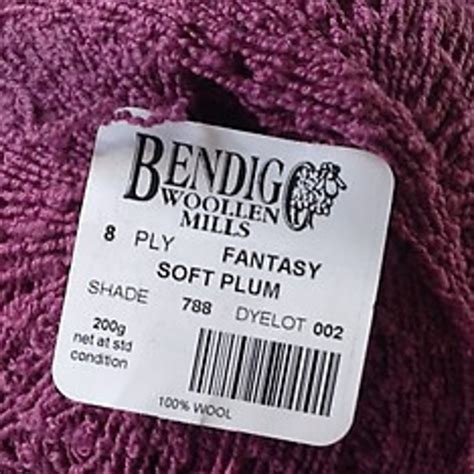 BENDIGO
WOOLLEN
MILLS
8 PLY FANTASY
SOFT PLUM
SHADE 788 DYELOT 002
200g
net at std
condition
100% WOOL